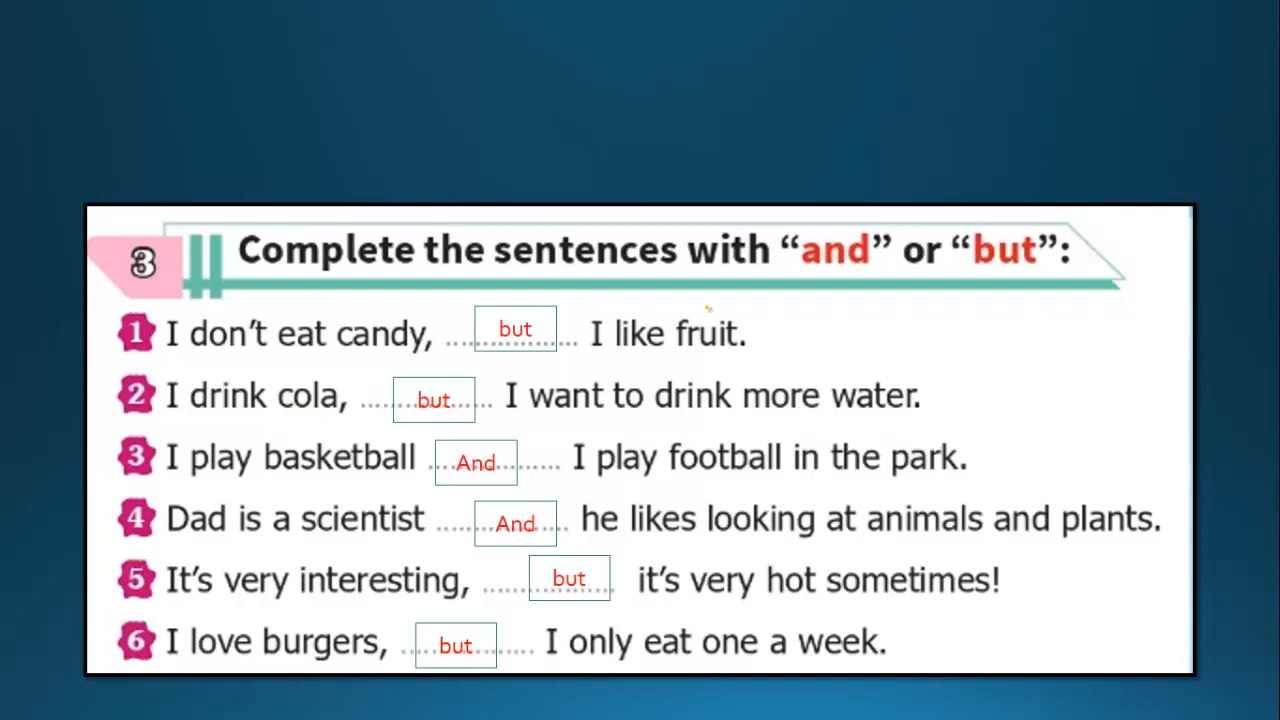 3 Complete the sentences with “and” or “but”:
1 I don’t eat candy, ......but...... I like fruit.
2 I drink cola, ......but...... I want to drink more water.
3 I play basketball ......And...... I play football in the park.
4 Dad is a scientist ......And...... he likes looking at animals and plants.
5 It’s very interesting, ......but...... it’s very hot sometimes!
6 I love burgers, ......but...... I only eat one a week.